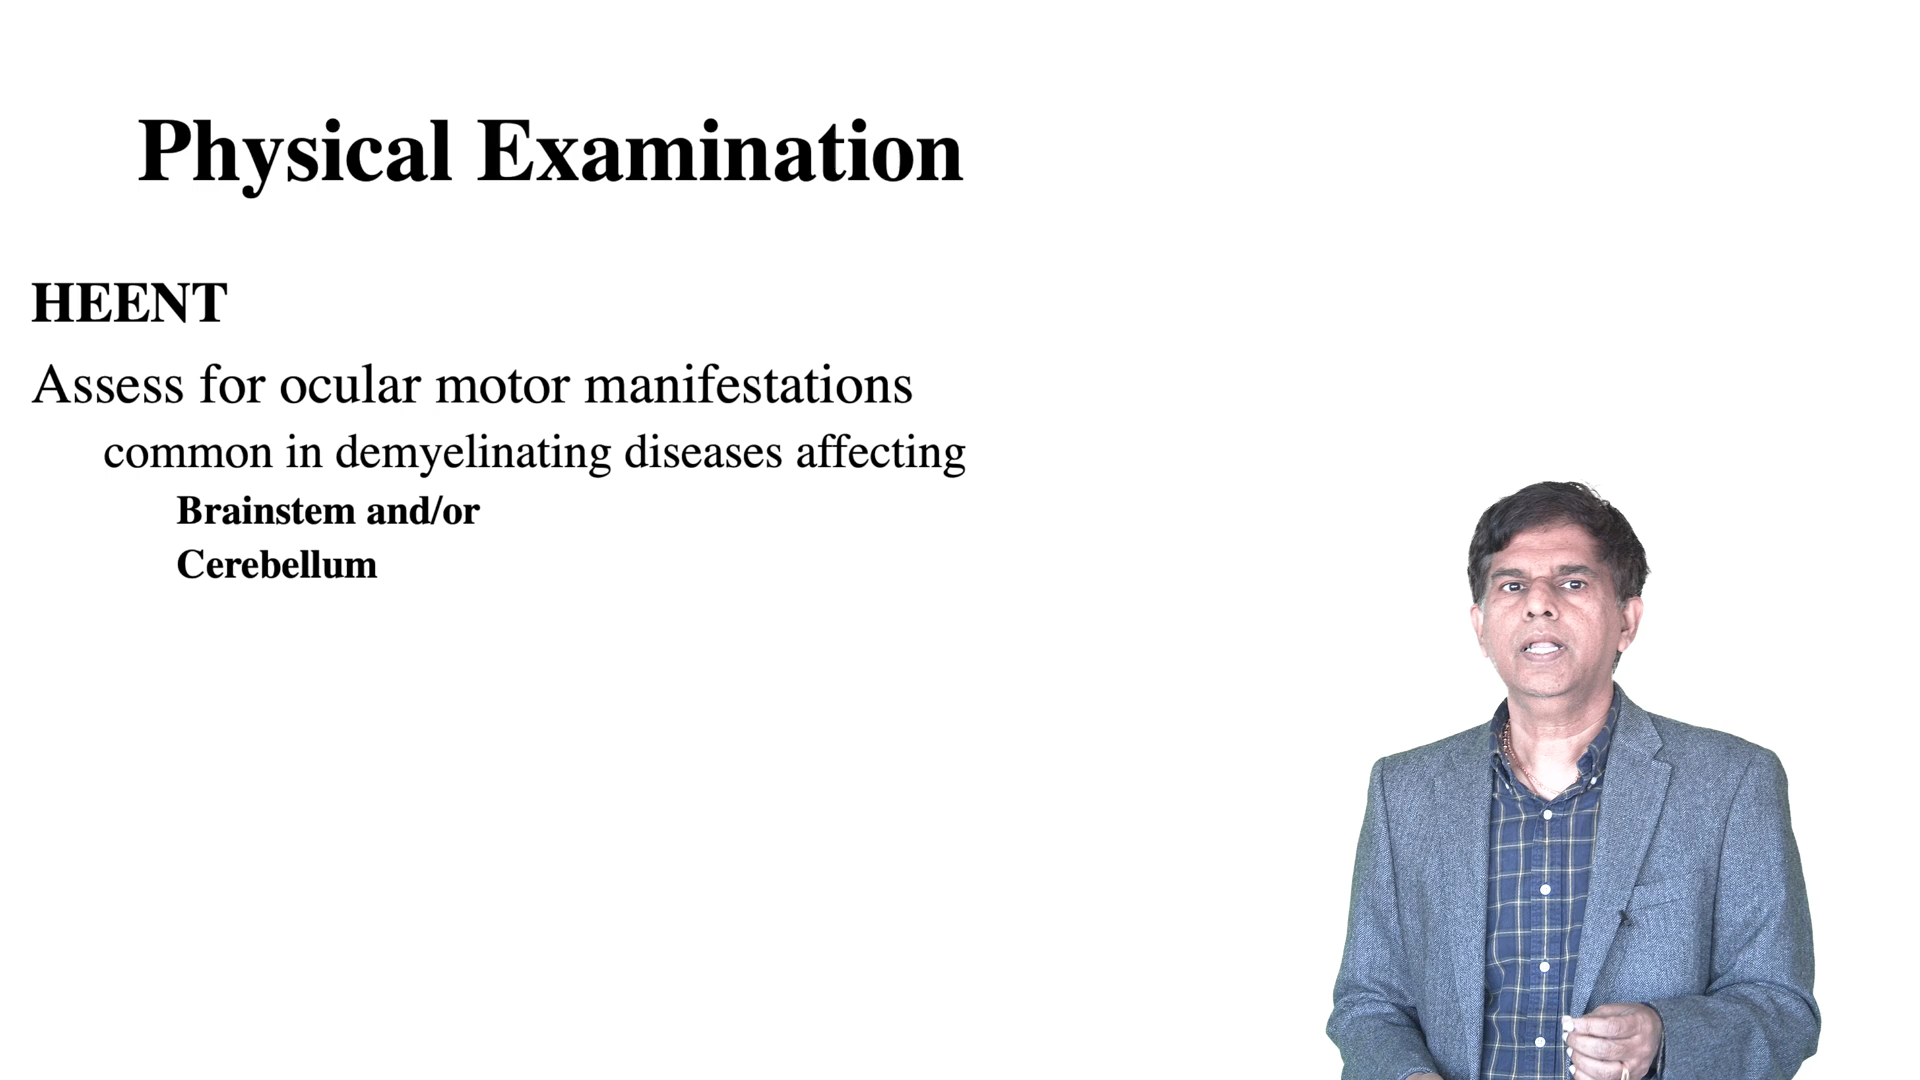 Physical Examination
HEENT
Assess for ocular motor manifestations
common in demyelinating diseases affecting
Brainstem and/or
Cerebellum